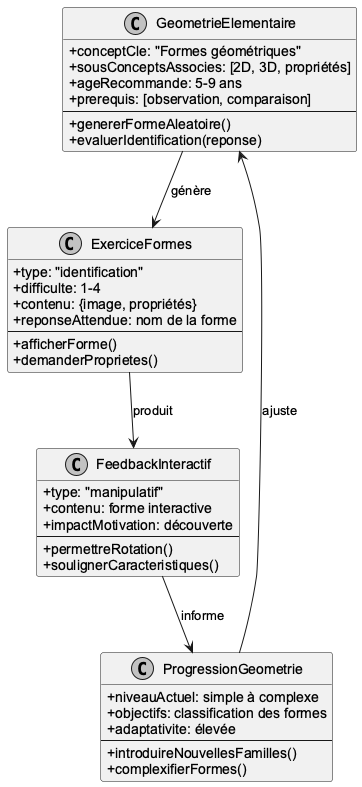 C GeometrieElementaire
+conceptCle: "Formes géométriques"
+sousConceptsAssocies: [2D, 3D, propriétés]
+ageRecommande: 5-9 ans
+prerequis: [observation, comparaison]
+genererFormeAleatoire()
+evaluerIdentification(reponse)
génère
C ExerciceFormes
+type: "identification"
+difficulte: 1-4
+contenu: {image, propriétés}
+reponseAttendue: nom de la forme
+afficherForme()
+demanderProprietes()
produit
ajuste
C FeedbackInteractif
+type: "manipulatif"
+contenu: forme interactive
+impactMotivation: découverte
+permettreRotation()
+soulignerCaracteristiques()
informe
C ProgressionGeometrie
+niveauActuel: simple à complexe
+objectifs: classification des formes
+adaptativite: élevée
+introduireNouvellesFamilles()
+complexifierFormes()